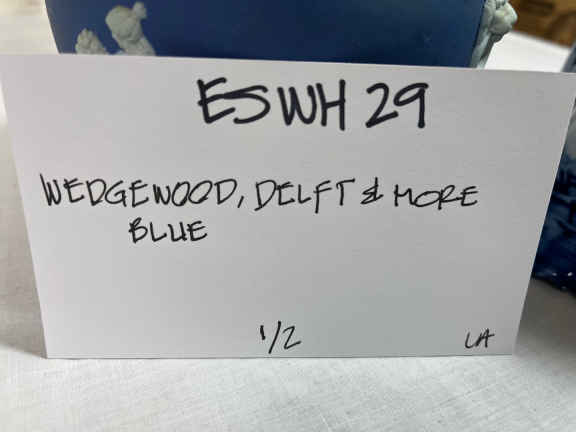 ESWH 29
WEDGEWOOD, DELFT & MORE
BLUE
1/2
LA